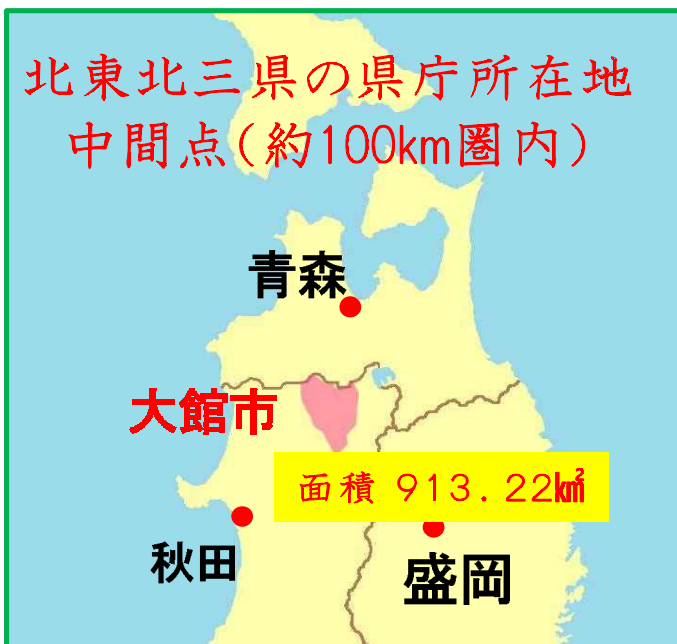 北東北三県の県庁所在地
中間点(約100km圏内)
青森
大館市
面積 913.22㎢
秋田
盛岡